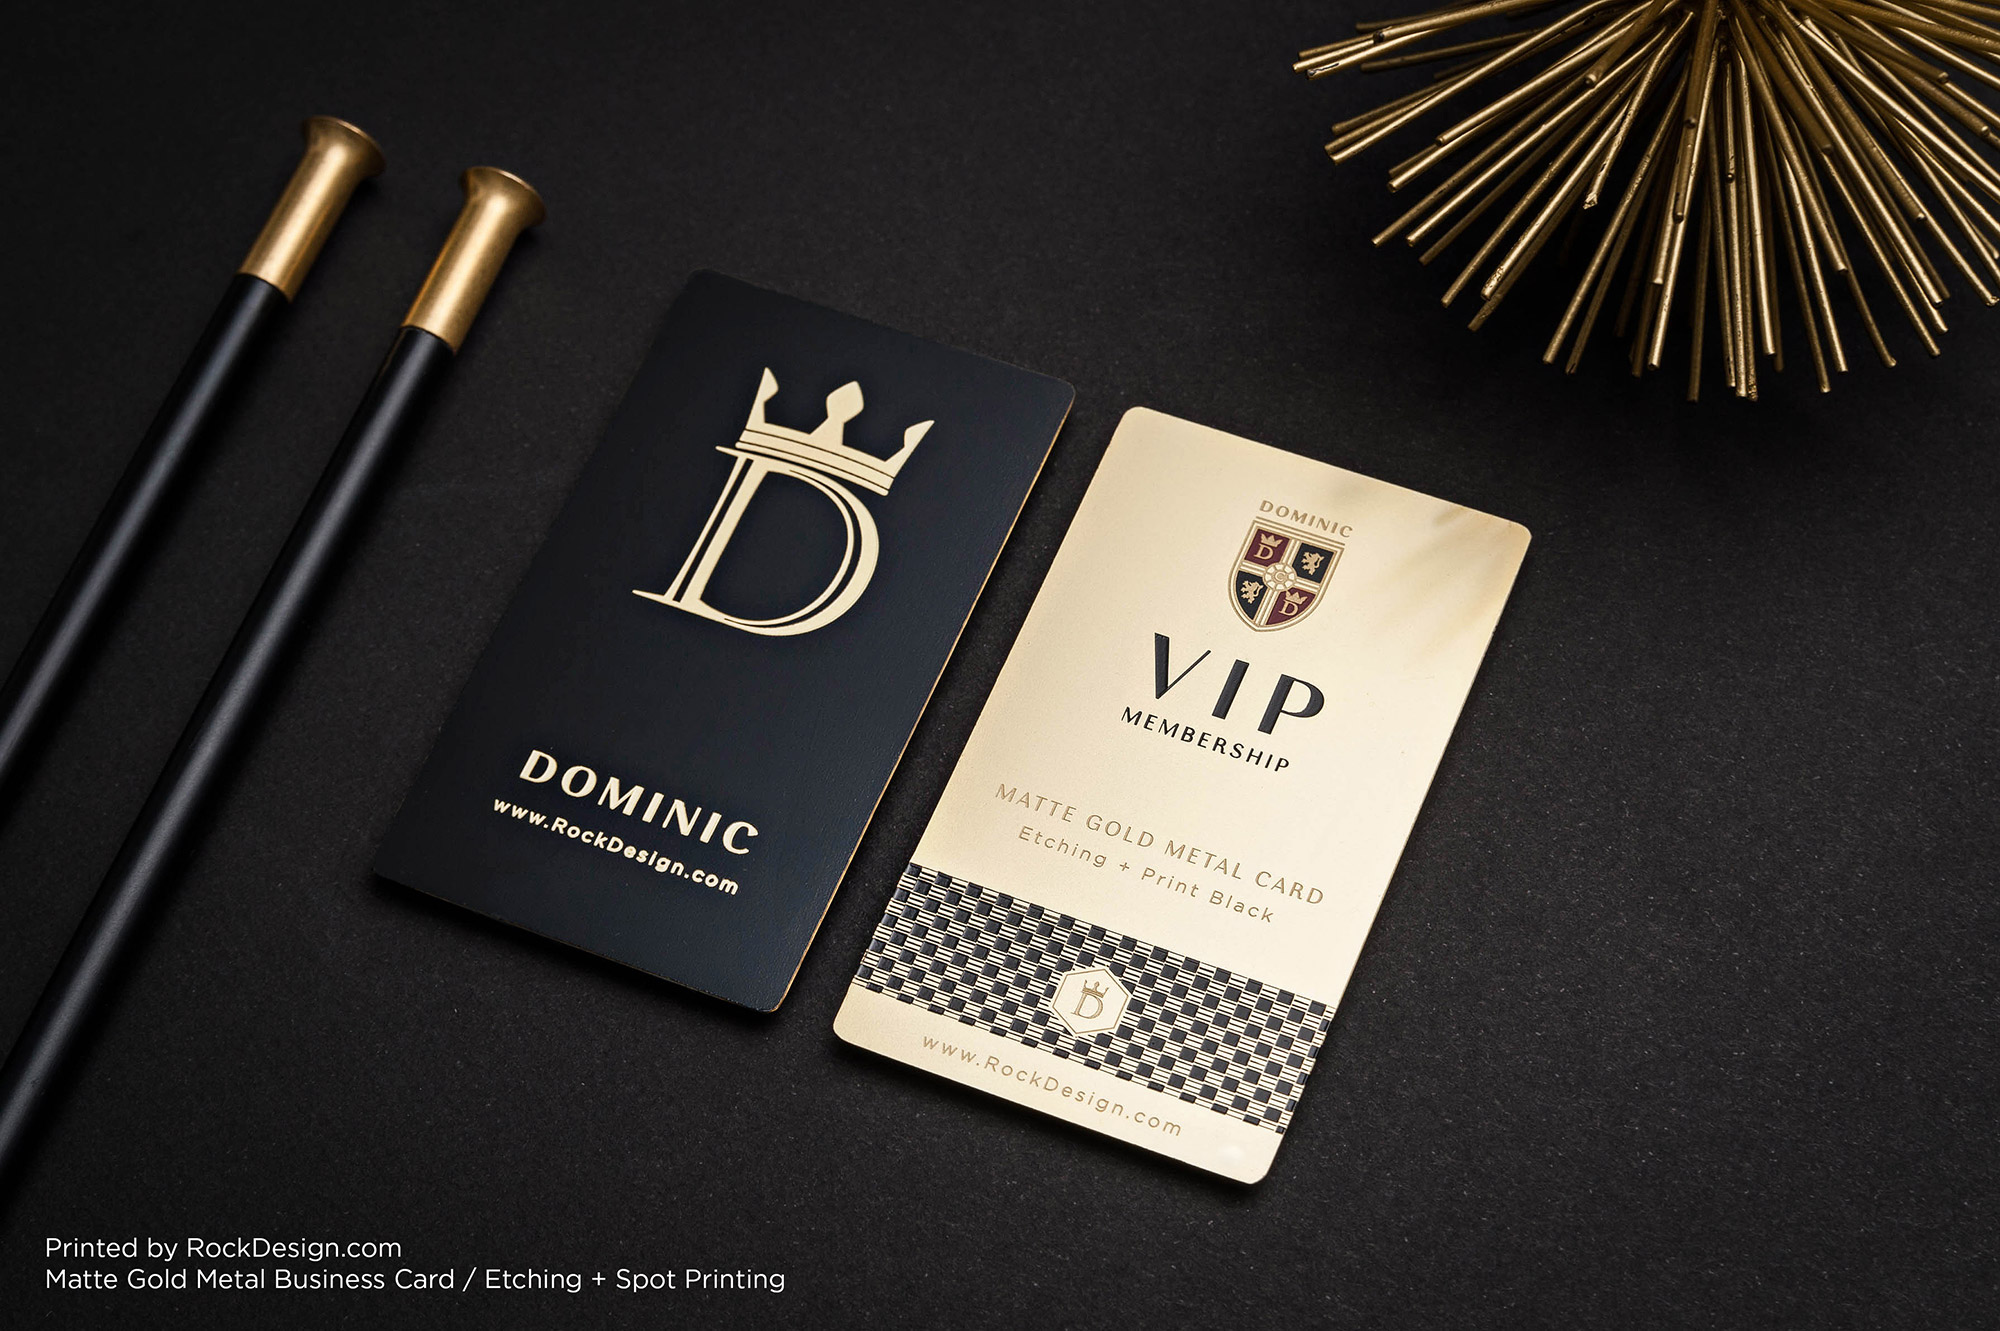 D
DOMINIC
www.RockDesign.com
DOMINIC
D
D
VIP
MEMBERSHIP
MATTE GOLD METAL CARD
Etching + Print Black
D
www.RockDesign.com
Printed by RockDesign.com
Matte Gold Metal Business Card / Etching + Spot Printing